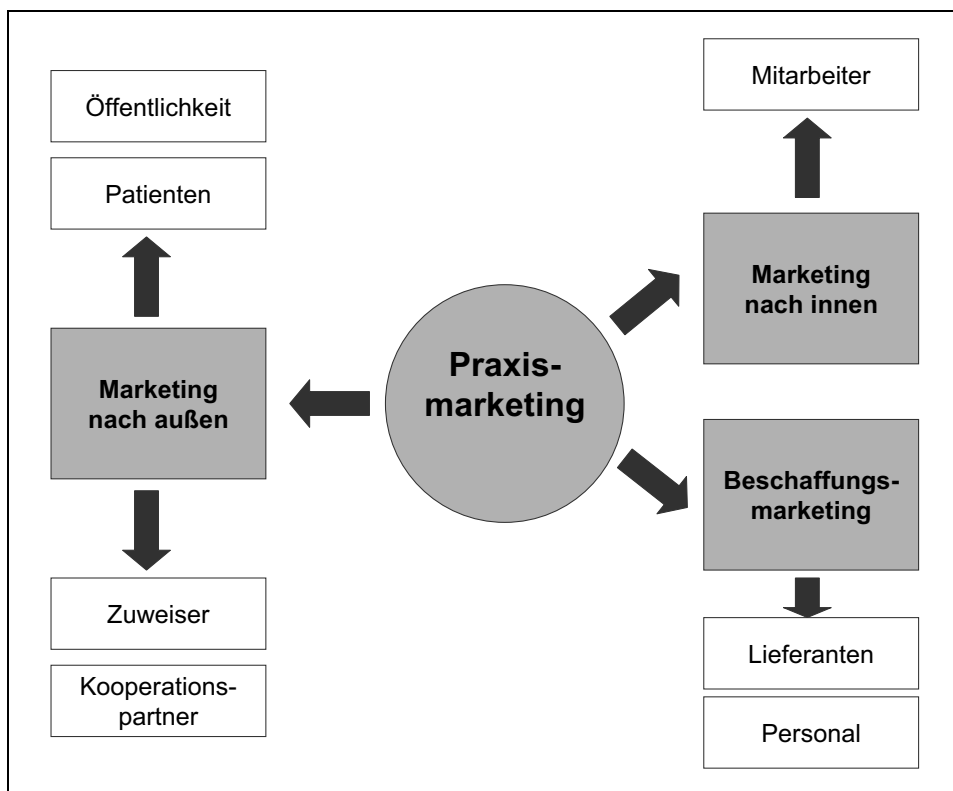 Öffentlichkeit
Patienten
Marketing
nach außen
Zuweiser
Kooperations-
partner
Praxis-
marketing
Mitarbeiter
Marketing
nach innen
Beschaffungs-
marketing
Lieferanten
Personal